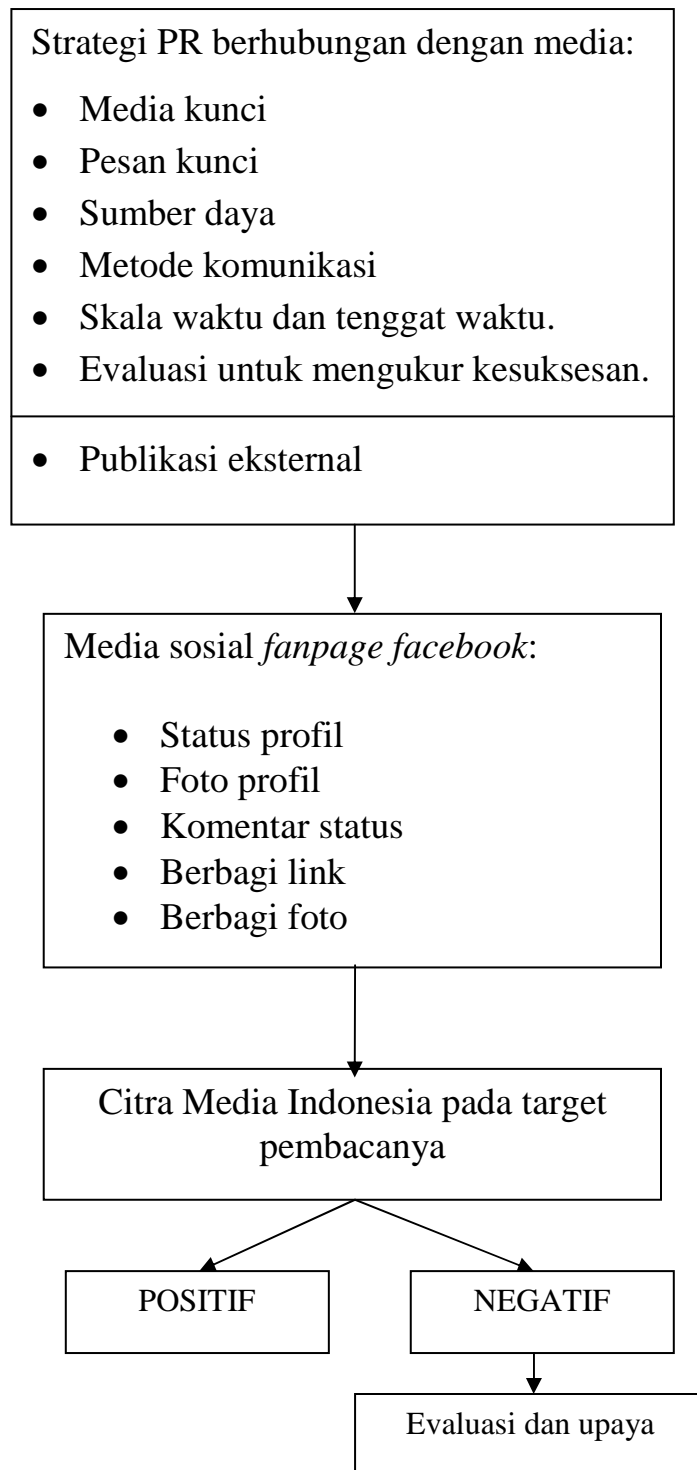 Strategi PR berhubungan dengan media:
• Media kunci
• Pesan kunci
• Sumber daya
• Metode komunikasi
• Skala waktu dan tenggat waktu.
• Evaluasi untuk mengukur kesuksesan.
• Publikasi eksternal
Media sosial fanpage facebook:
• Status profil
• Foto profil
• Komentar status
• Berbagi link
• Berbagi foto
Citra Media Indonesia pada target
pembacanya
POSITIF
NEGATIF
Evaluasi dan upaya